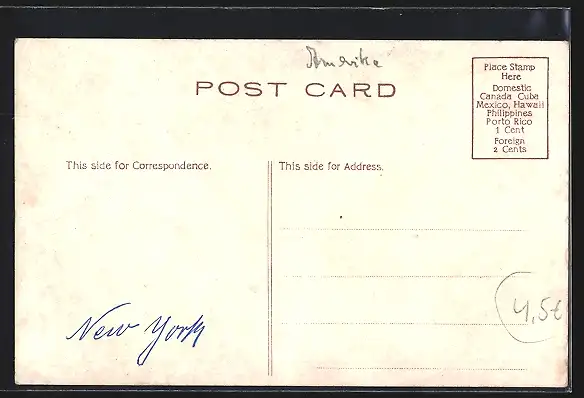 Amerika
POST CARD
Place Stamp
Here
Domestic
Canada Cuba
Mexico, Hawaii
Philippines
Porto Rico
1 Cent
Foreign
2 Cents
This side for Correspondence.
This side for Address.
New York
4,5€